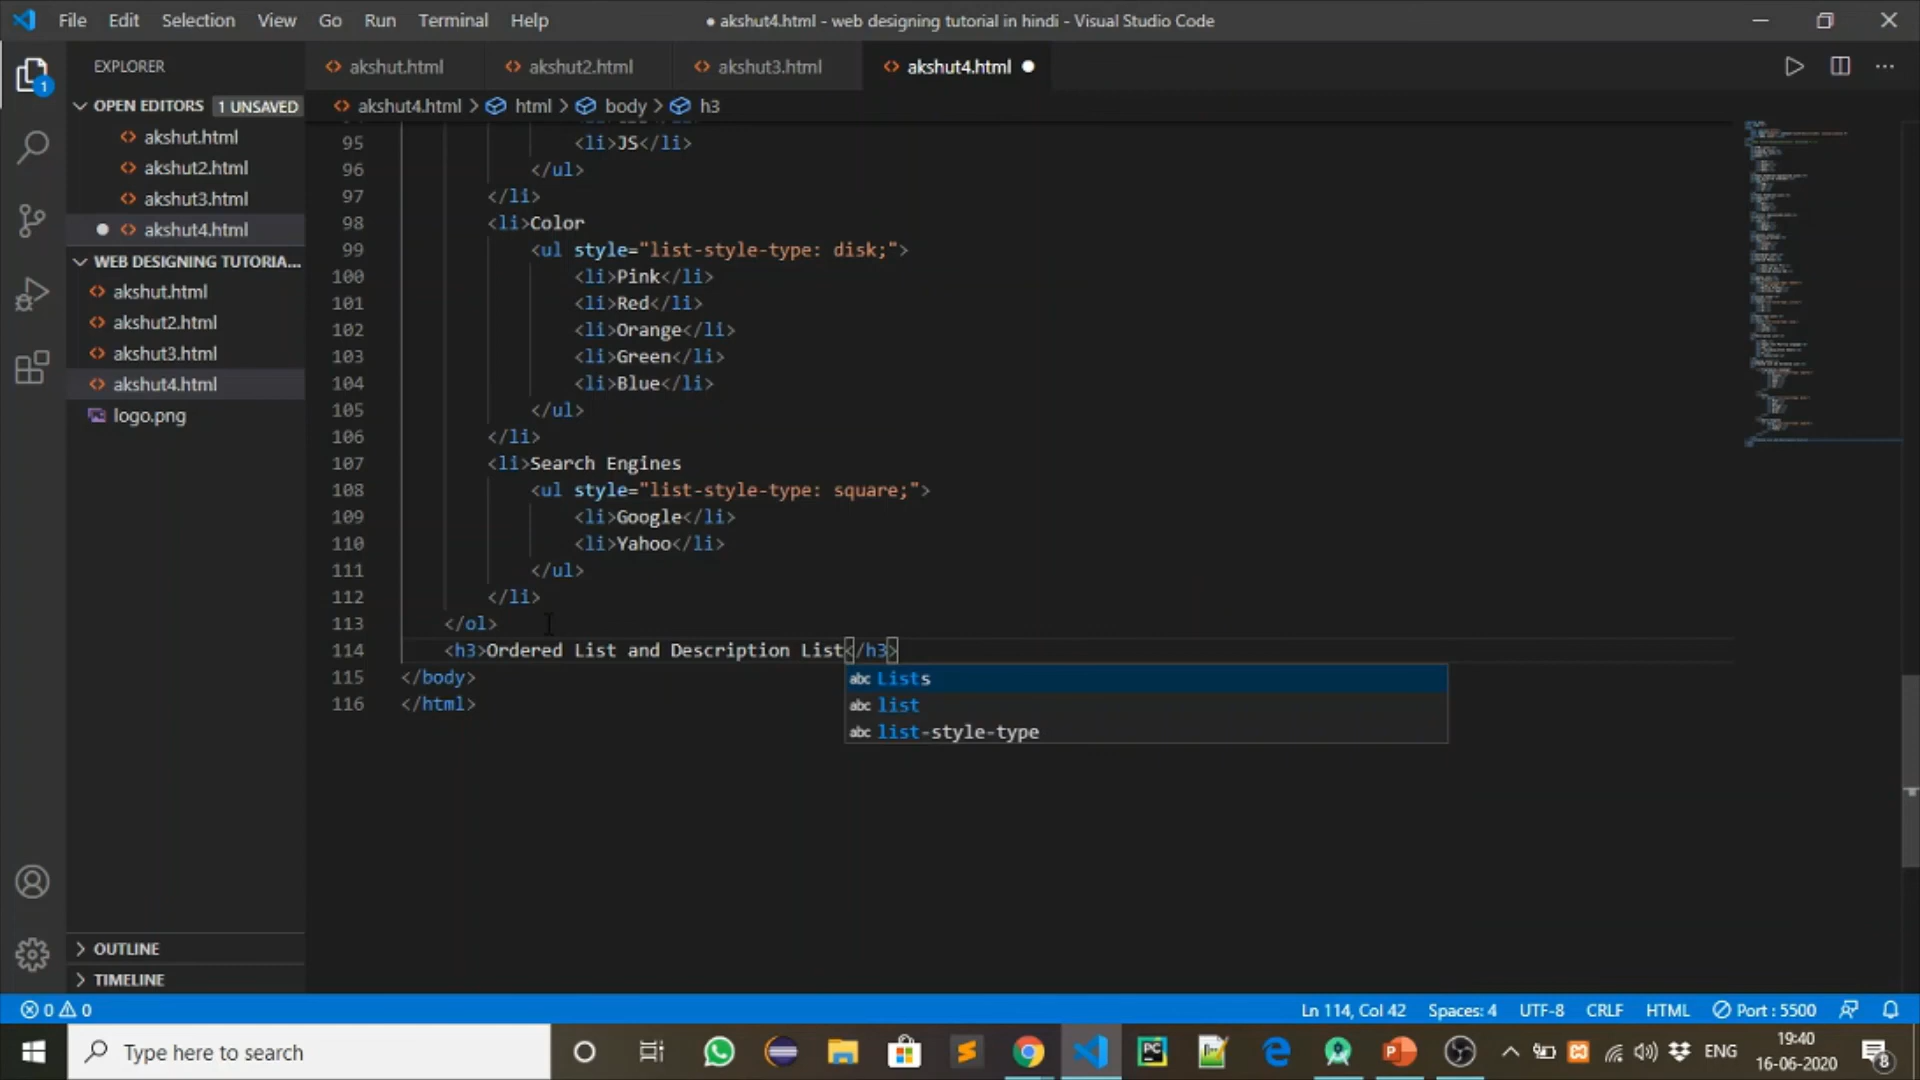 File Edit Selection View Go Run Terminal Help
● akshut4.html - web designing tutorial in hindi - Visual Studio Code
EXPLORER
akshut.html akshut2.html akshut3.html akshut4.html
1
OPEN EDITORS 1 UNSAVED
akshut4.html > html > body > h3
akshut.html
akshut2.html
akshut3.html
akshut4.html
WEB DESIGNING TUTORIA...
akshut.html
akshut2.html
akshut3.html
akshut4.html
logo.png
95 <li>JS</li>
96 </ul>
97 </li>
98 <li>Color
99 <ul style="list-style-type: disk;">
100 <li>Pink</li>
101 <li>Red</li>
102 <li>Orange</li>
103 <li>Green</li>
104 <li>Blue</li>
105 </ul>
106 </li>
107 <li>Search Engines
108 <ul style="list-style-type: square;">
109 <li>Google</li>
110 <li>Yahoo</li>
111 </ul>
112 </li>
113 </ol>
114 <h3>Ordered List and Description List</h3>
115 </body>
116 </html>
abc Lists
abc list
abc list-style-type
OUTLINE
TIMELINE
0 0 Ln 114, Col 42 Spaces: 4 UTF-8 CRLF HTML Port : 5500
Type here to search
PC
P
ENG
19:40
16-06-2020
8